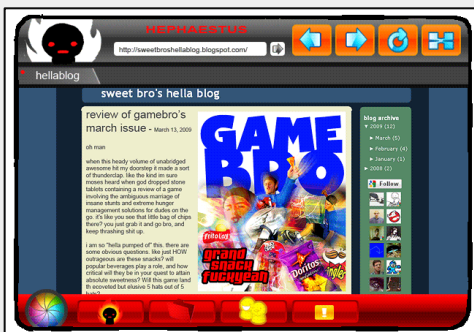 HEPHAESTUS
http://sweetbroshellablog.blogspot.com/
hellablog
sweet bro's hella blog
review of gamebro's
march issue - March 13, 2009
oh man
when this heady volume of unabridged
awesome hit my doorstep it made a sort
of thunderclap. like the kind im sure
moses heard when god dropped stone
tablets containing a review of a game
involving the ambiguous marriage of
insane stunts and extreme hunger
management solutions for dudes on the
go. it's like you see that little bag of chips
there? you just grab it and go bro, and
keep thrashing shit up.
i am so "hella pumped of" this. there are
some obvious questions. like just HOW
outrageous are these snacks? will
popular beverages play a role, and how
critical will they be in your quest to attain
absolute sweetness? Will this game land
th ecoveted but elusive 5 hats out of 5
hats?
GAME
BRO
fritolay
grand
snacky
fuckyeah
Doritos
blog archive
▼ 2009 (12)
► March (5)
► February (4)
► January (1)
► 2008 (2)
Follow